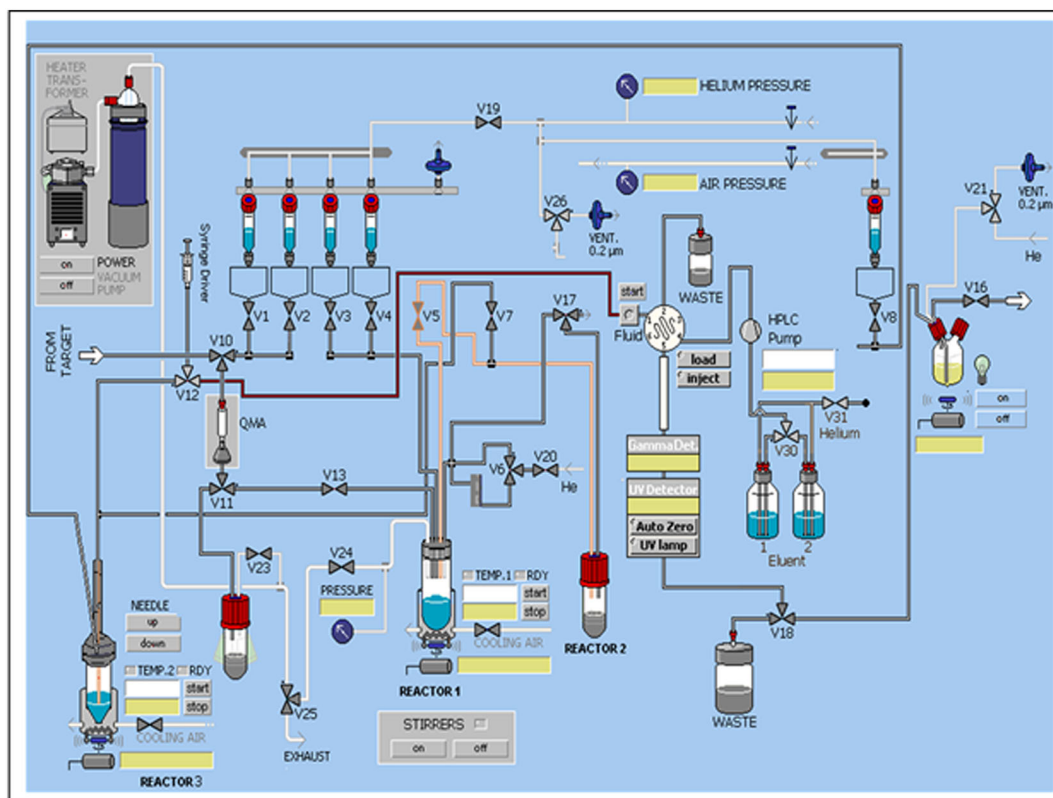 HEATER
TRANS-
FORMER
on
POWER
off
VACUUM
PUMP
Syringe Driver
V19
HELIUM PRESSURE
AIR PRESSURE
V26
VENT.
0.2 µm
V21
VENT.
0.2 µm
He
WASTE
V1
V2
V3
V4
V5
V7
V17
start
Fluid
load
inject
HPLC
Pump
V8
V16
on
off
FROM
TARGET
V10
V12
QMA
V11
V13
V6
V20
He
V31
Helium
V30
1
2
Eluent
Gamma Det.
UV Detector
Auto Zero
UV lamp
V23
V24
PRESSURE
TEMP.1
RDY
start
stop
COOLING AIR
REACTOR 1
REACTOR 2
V18
WASTE
NEEDLE
up
down
TEMP.2
RDY
start
stop
COOLING AIR
REACTOR 3
V25
EXHAUST
STIRRERS
on
off